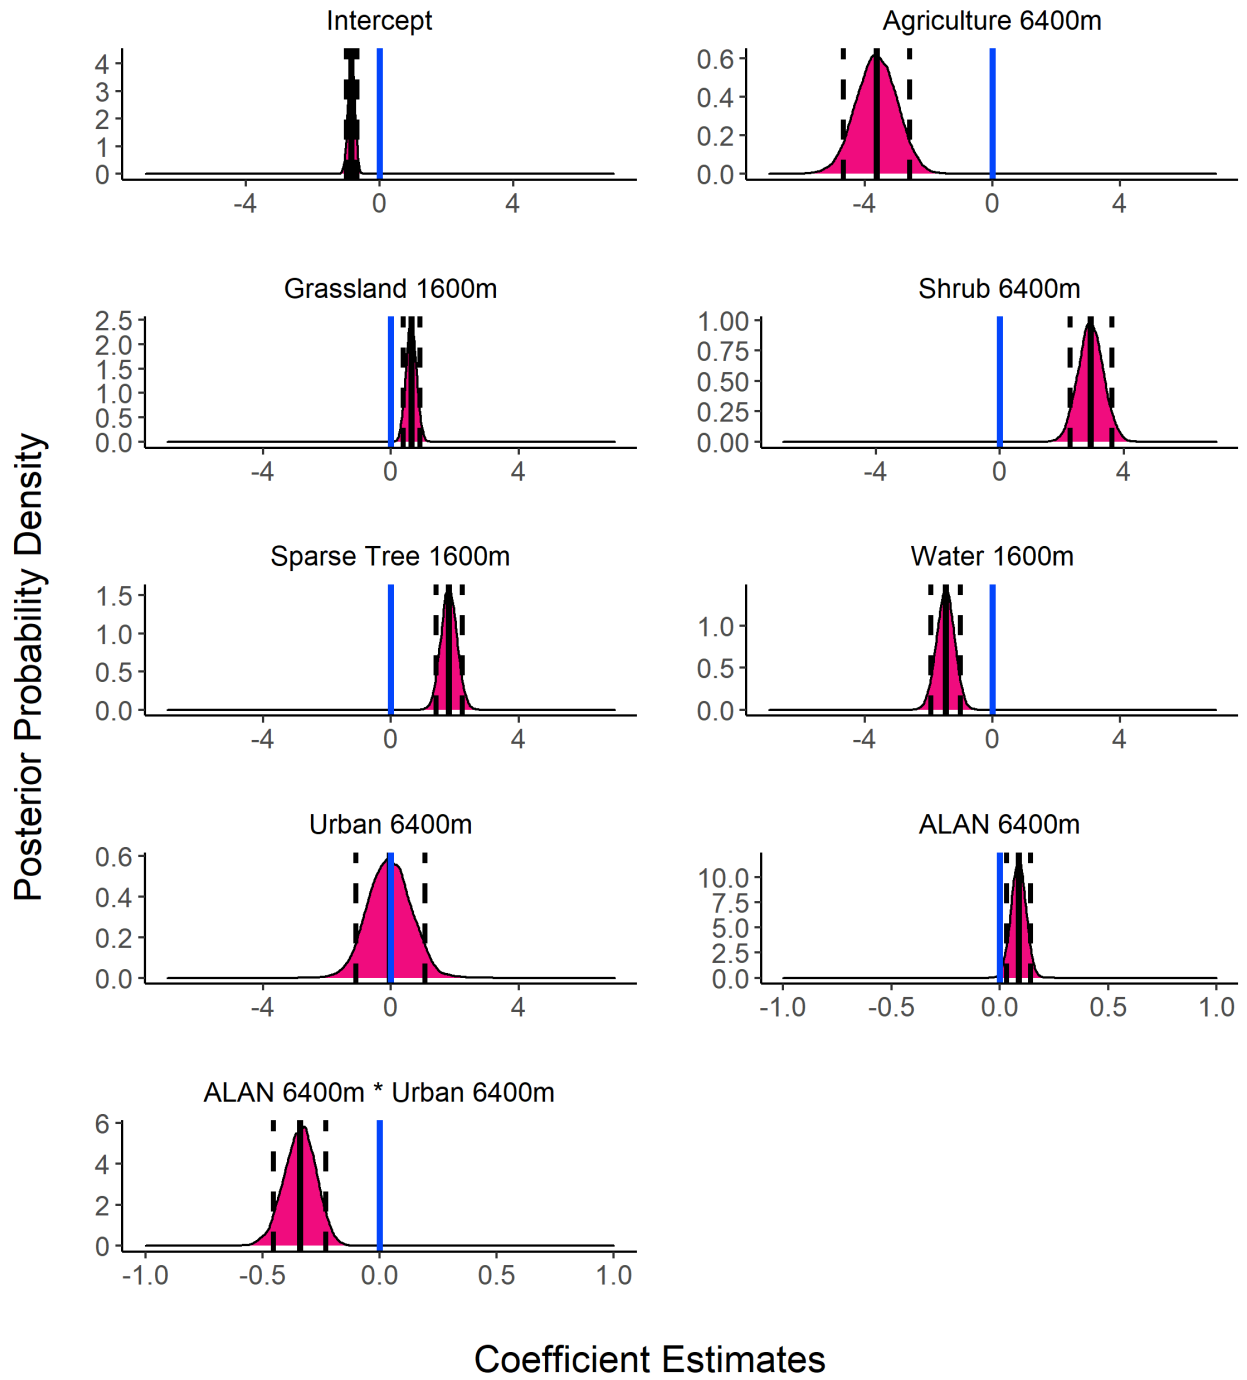 Intercept
4
3
2
1
0
-4 0 4
Agriculture 6400m
0.6
0.4
0.2
0.0
-4 0 4
Grassland 1600m
2.5
2.0
1.5
1.0
0.5
0.0
-4 0 4
Shrub 6400m
1.00
0.75
0.50
0.25
0.00
-4 0 4
Posterior Probability Density
Sparse Tree 1600m
1.5
1.0
0.5
0.0
-4 0 4
Water 1600m
1.0
0.5
0.0
-4 0 4
Urban 6400m
0.6
0.4
0.2
0.0
-4 0 4
ALAN 6400m
10.0
7.5
5.0
2.5
0.0
-1.0 -0.5 0.0 0.5 1.0
ALAN 6400m * Urban 6400m
6
4
2
0
-1.0 -0.5 0.0 0.5 1.0
Coefficient Estimates